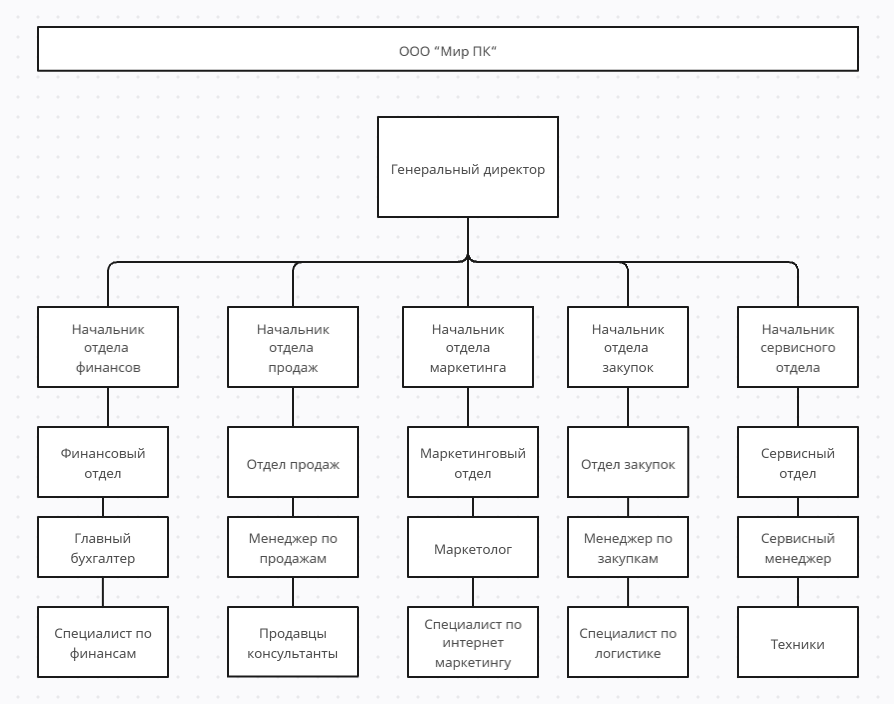 ООО “Мир ПК“
Генеральный директор
Начальник
отдела
финансов
Начальник
отдела
продаж
Начальник
отдела
маркетинга
Начальник
отдела
закупок
Начальник
сервисного
отдела
Финансовый
отдел
Отдел продаж
Маркетинговый
отдел
Отдел закупок
Сервисный
отдел
Главный
бухгалтер
Менеджер по
продажам
Маркетолог
Менеджер по
закупкам
Сервисный
менеджер
Специалист по
финансам
Продавцы
консультанты
Специалист по
интернет
маркетингу
Специалист по
логистике
Техники